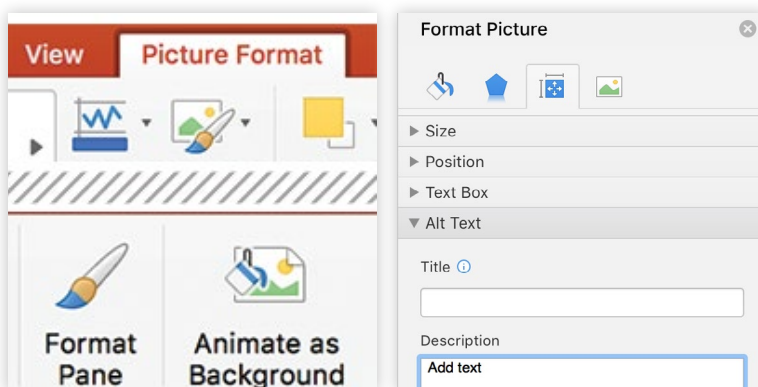 View
Picture Format
Format
Pane
Animate as
Background
Format Picture
Size
Position
Text Box
Alt Text
Title
Description
Add text